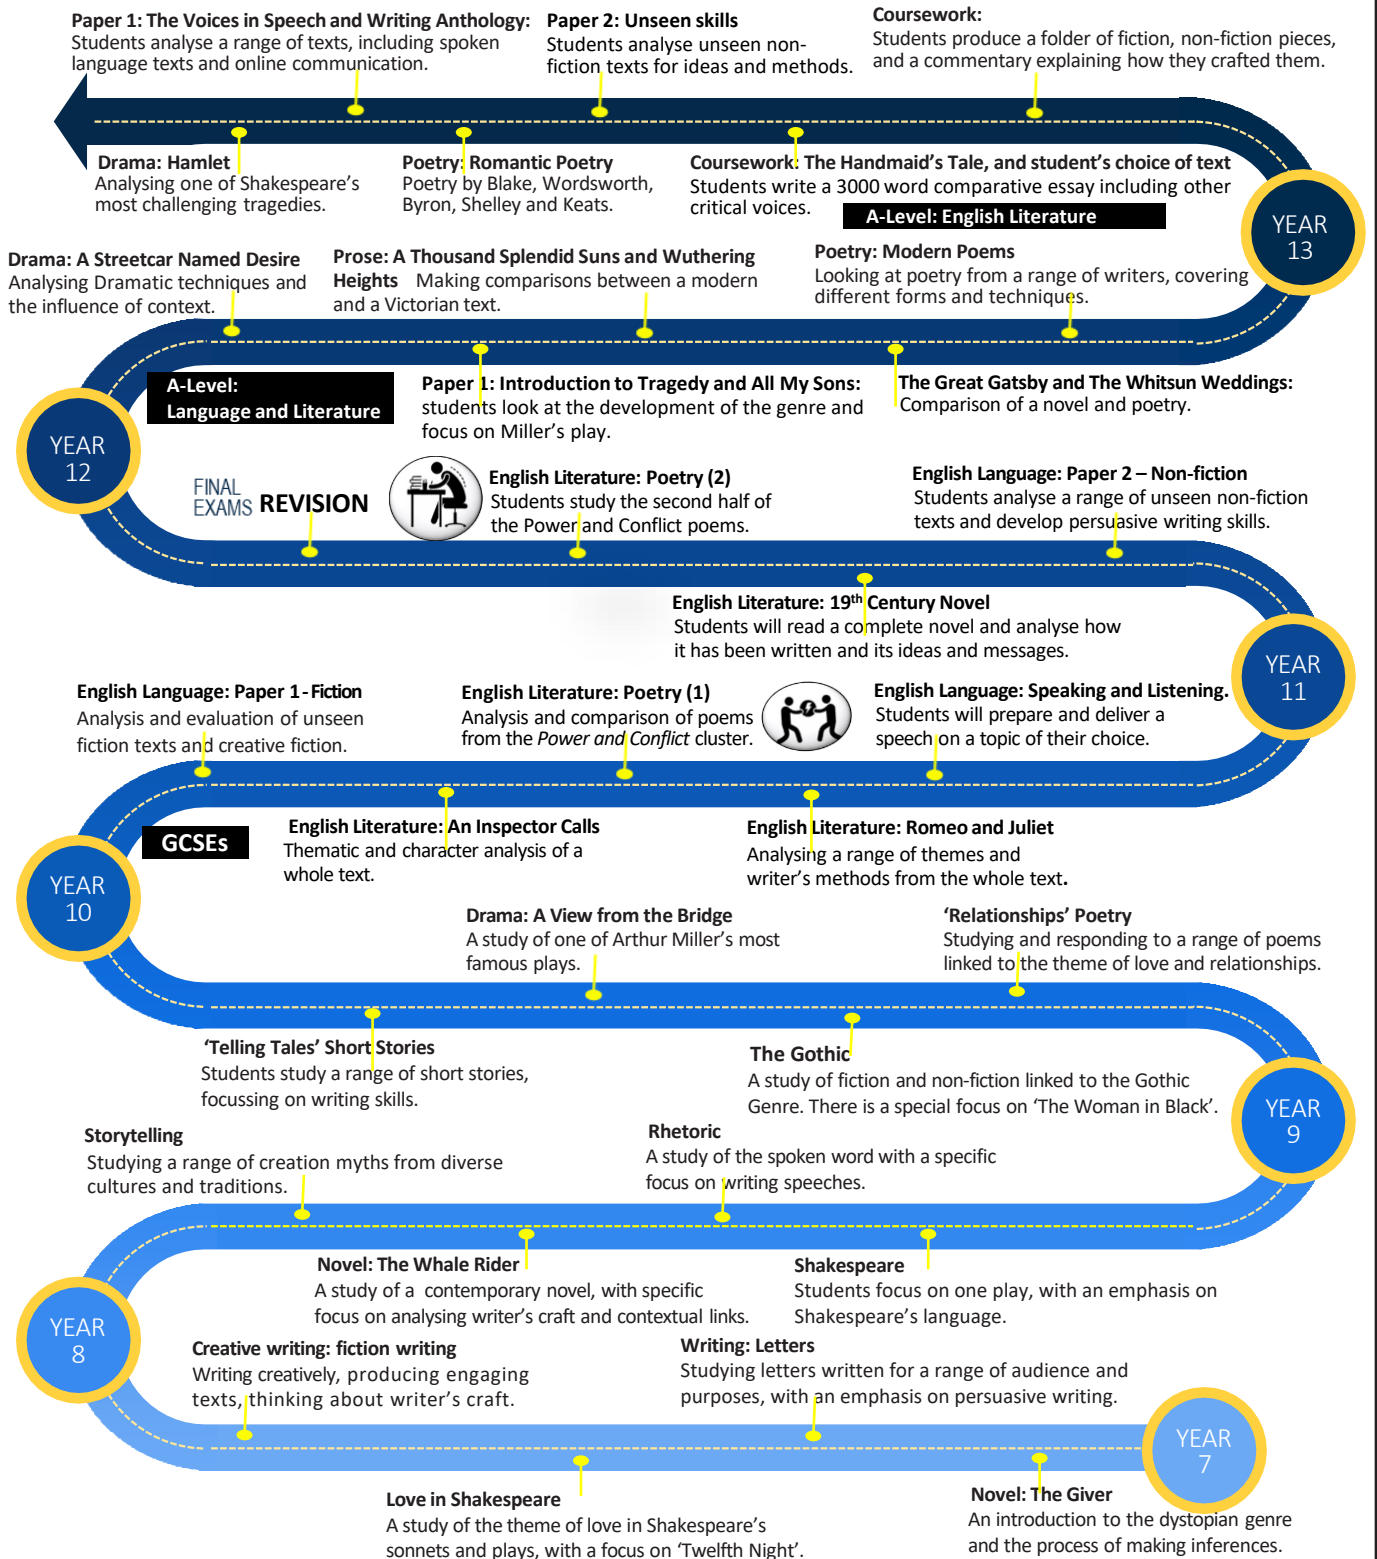 Paper 1: The Voices in Speech and Writing Anthology:
Students analyse a range of texts, including spoken
language texts and online communication.
Paper 2: Unseen skills
Students analyse unseen non-
fiction texts for ideas and methods.
Coursework:
Students produce a folder of fiction, non-fiction pieces,
and a commentary explaining how they crafted them.
Drama: Hamlet
Analysing one of Shakespeare's
most challenging tragedies.
Poetry: Romantic Poetry
Poetry by Blake, Wordsworth,
Byron, Shelley and Keats.
Coursework: The Handmaid's Tale, and student's choice of text
Students write a 3000 word comparative essay including other
critical voices.
A-Level: English Literature
YEAR
13
Drama: A Streetcar Named Desire
Analysing Dramatic techniques and
the influence of context.
Prose: A Thousand Splendid Suns and Wuthering
Heights Making comparisons between a modern
and a Victorian text.
Poetry: Modern Poems
Looking at poetry from a range of writers, covering
different forms and techniques.
A-Level:
Language and Literature
Paper 1: Introduction to Tragedy and All My Sons:
students look at the development of the genre and
focus on Miller's play.
The Great Gatsby and The Whitsun Weddings:
Comparison of a novel and poetry.
YEAR
12
FINAL
EXAMS REVISION
English Literature: Poetry (2)
Students study the second half of
the Power and Conflict poems.
English Language: Paper 2 – Non-fiction
Students analyse a range of unseen non-fiction
texts and develop persuasive writing skills.
English Literature: 19th Century Novel
Students will read a complete novel and analyse how
it has been written and its ideas and messages.
YEAR
11
English Language: Paper 1 - Fiction
Analysis and evaluation of unseen
fiction texts and creative fiction.
English Literature: Poetry (1)
Analysis and comparison of poems
from the Power and Conflict cluster.
English Language: Speaking and Listening.
Students will prepare and deliver a
speech on a topic of their choice.
GCSEs
English Literature: An Inspector Calls
Thematic and character analysis of a
whole text.
English Literature: Romeo and Juliet
Analysing a range of themes and
writer's methods from the whole text.
YEAR
10
Drama: A View from the Bridge
A study of one of Arthur Miller's most
famous plays.
'Relationships' Poetry
Studying and responding to a range of poems
linked to the theme of love and relationships.
'Telling Tales' Short Stories
Students study a range of short stories,
focussing on writing skills.
The Gothic
A study of fiction and non-fiction linked to the Gothic
Genre. There is a special focus on 'The Woman in Black'.
YEAR
9
Storytelling
Studying a range of creation myths from diverse
cultures and traditions.
Rhetoric
A study of the spoken word with a specific
focus on writing speeches.
Novel: The Whale Rider
A study of a contemporary novel, with specific
focus on analysing writer's craft and contextual links.
Shakespeare
Students focus on one play, with an emphasis on
Shakespeare's language.
YEAR
8
Creative writing: fiction writing
Writing creatively, producing engaging
texts, thinking about writer's craft.
Writing: Letters
Studying letters written for a range of audience and
purposes, with an emphasis on persuasive writing.
YEAR
7
Love in Shakespeare
A study of the theme of love in Shakespeare's
sonnets and plays, with a focus on 'Twelfth Night'.
Novel: The Giver
An introduction to the dystopian genre
and the process of making inferences.